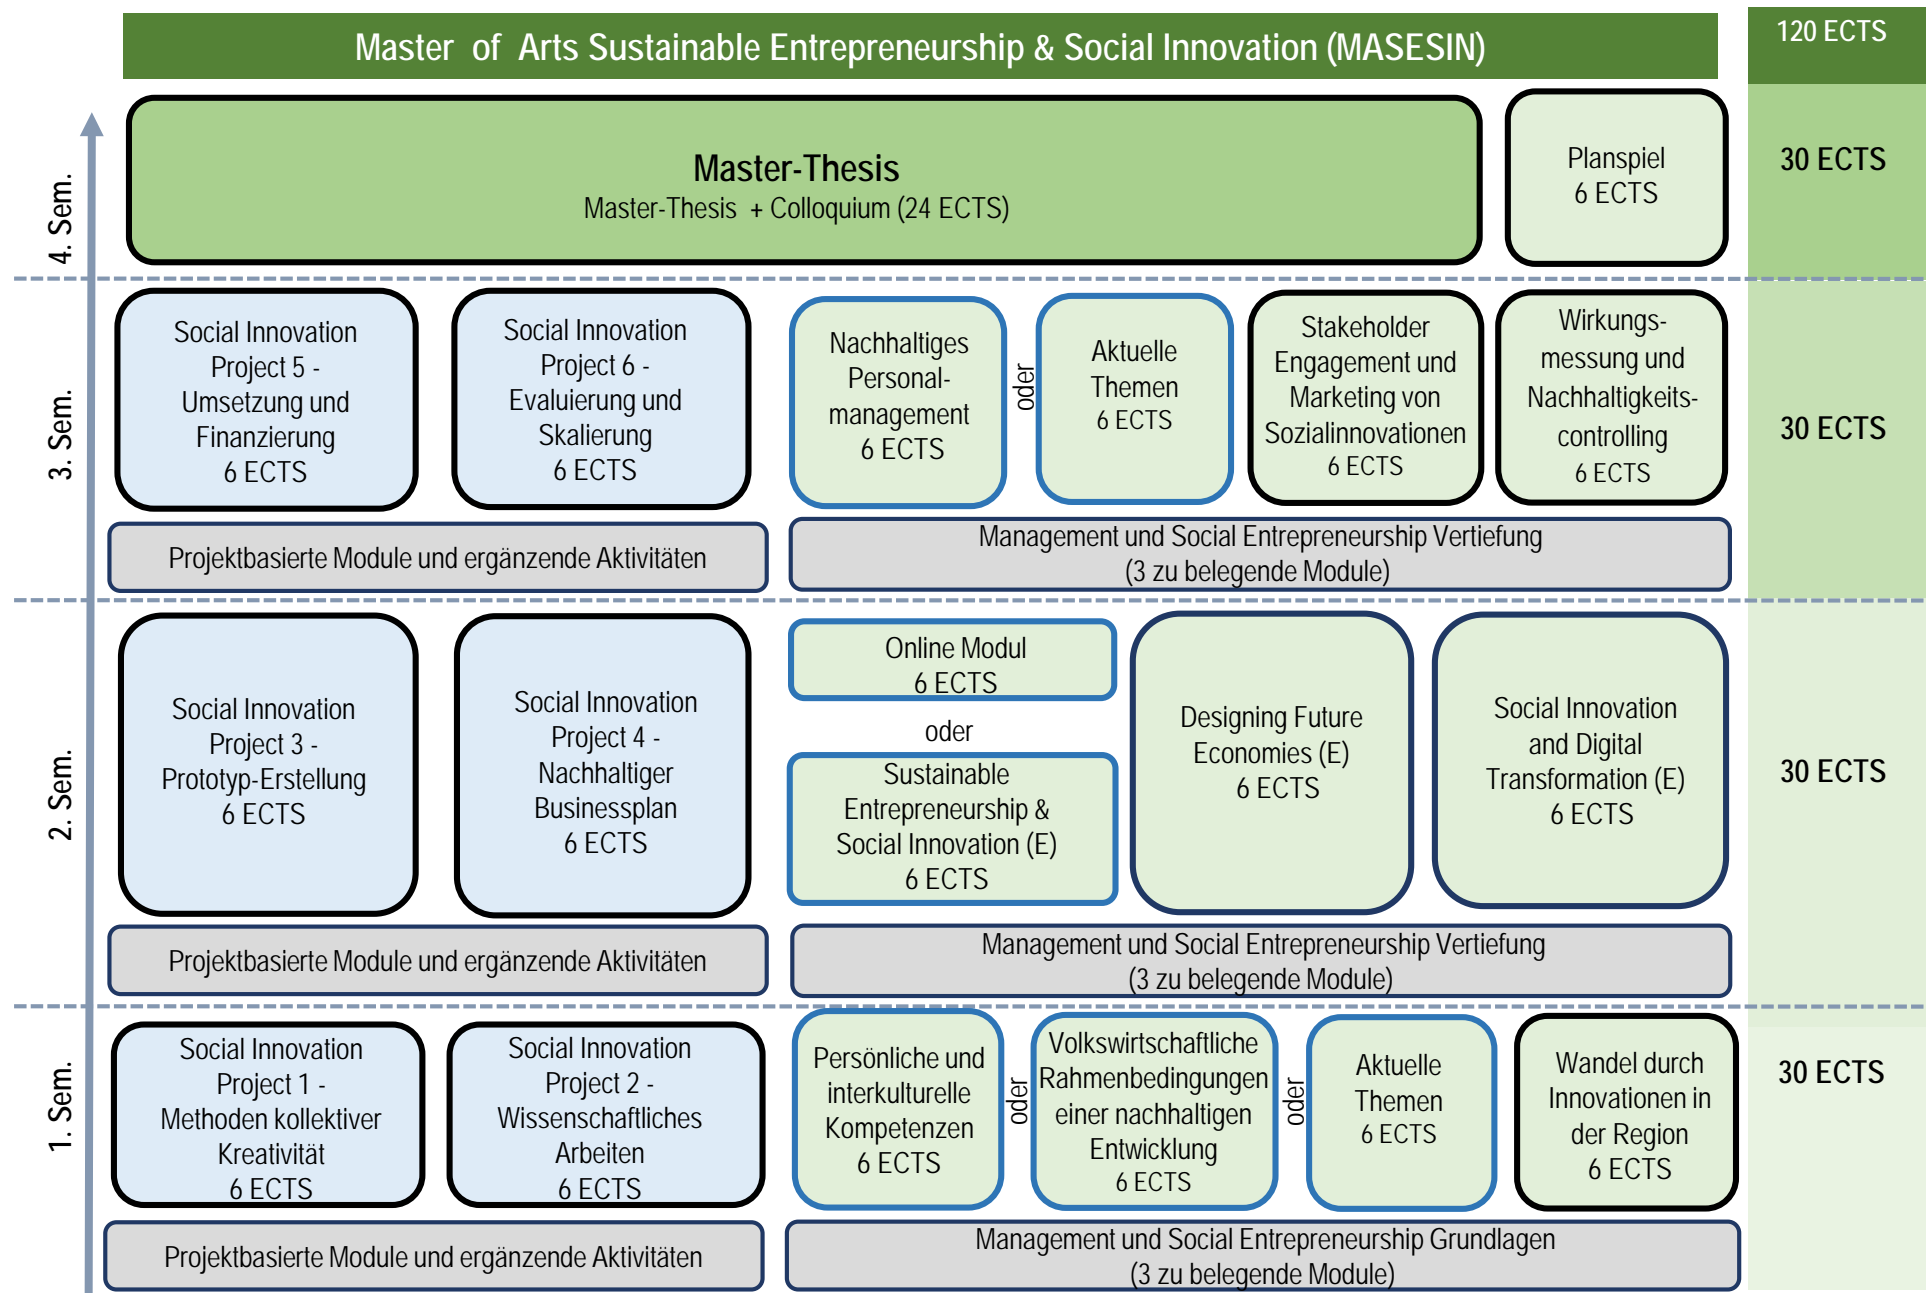 Master of Arts Sustainable Entrepreneurship & Social Innovation (MASESIN)
120 ECTS
4. Sem.
Master-Thesis
Master-Thesis + Colloquium (24 ECTS)
Planspiel
6 ECTS
30 ECTS
3. Sem.
Social Innovation
Project 5 -
Umsetzung und
Finanzierung
6 ECTS
Social Innovation
Project 6 -
Evaluierung und
Skalierung
6 ECTS
Nachhaltiges
Personal-
management
6 ECTS
oder
Aktuelle
Themen
6 ECTS
Stakeholder
Engagement und
Marketing von
Sozialinnovationen
6 ECTS
Wirkungs-
messung und
Nachhaltigkeits-
controlling
6 ECTS
30 ECTS
Projektbasierte Module und ergänzende Aktivitäten
Management und Social Entrepreneurship Vertiefung
(3 zu belegende Module)
2. Sem.
Social Innovation
Project 3 -
Prototyp-Erstellung
6 ECTS
Social Innovation
Project 4 -
Nachhaltiger
Businessplan
6 ECTS
Online Modul
6 ECTS
oder
Sustainable
Entrepreneurship &
Social Innovation (E)
6 ECTS
Designing Future
Economies (E)
6 ECTS
Social Innovation
and Digital
Transformation (E)
6 ECTS
30 ECTS
Projektbasierte Module und ergänzende Aktivitäten
Management und Social Entrepreneurship Vertiefung
(3 zu belegende Module)
1. Sem.
Social Innovation
Project 1 -
Methoden kollektiver
Kreativität
6 ECTS
Social Innovation
Project 2 -
Wissenschaftliches
Arbeiten
6 ECTS
Persönliche und
interkulturelle
Kompetenzen
6 ECTS
oder
Volkswirtschaftliche
Rahmenbedingungen
einer nachhaltigen
Entwicklung
6 ECTS
oder
Aktuelle
Themen
6 ECTS
Wandel durch
Innovationen in
der Region
6 ECTS
30 ECTS
Projektbasierte Module und ergänzende Aktivitäten
Management und Social Entrepreneurship Grundlagen
(3 zu belegende Module)